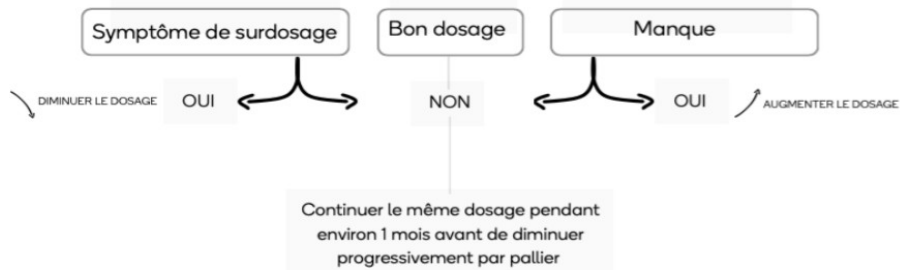 Symptôme de surdosage
Bon dosage
Manque
DIMINUER LE DOSAGE
OUI
NON
OUI
AUGMENTER LE DOSAGE
Continuer le même dosage pendant
environ 1 mois avant de diminuer
progressivement par pallier